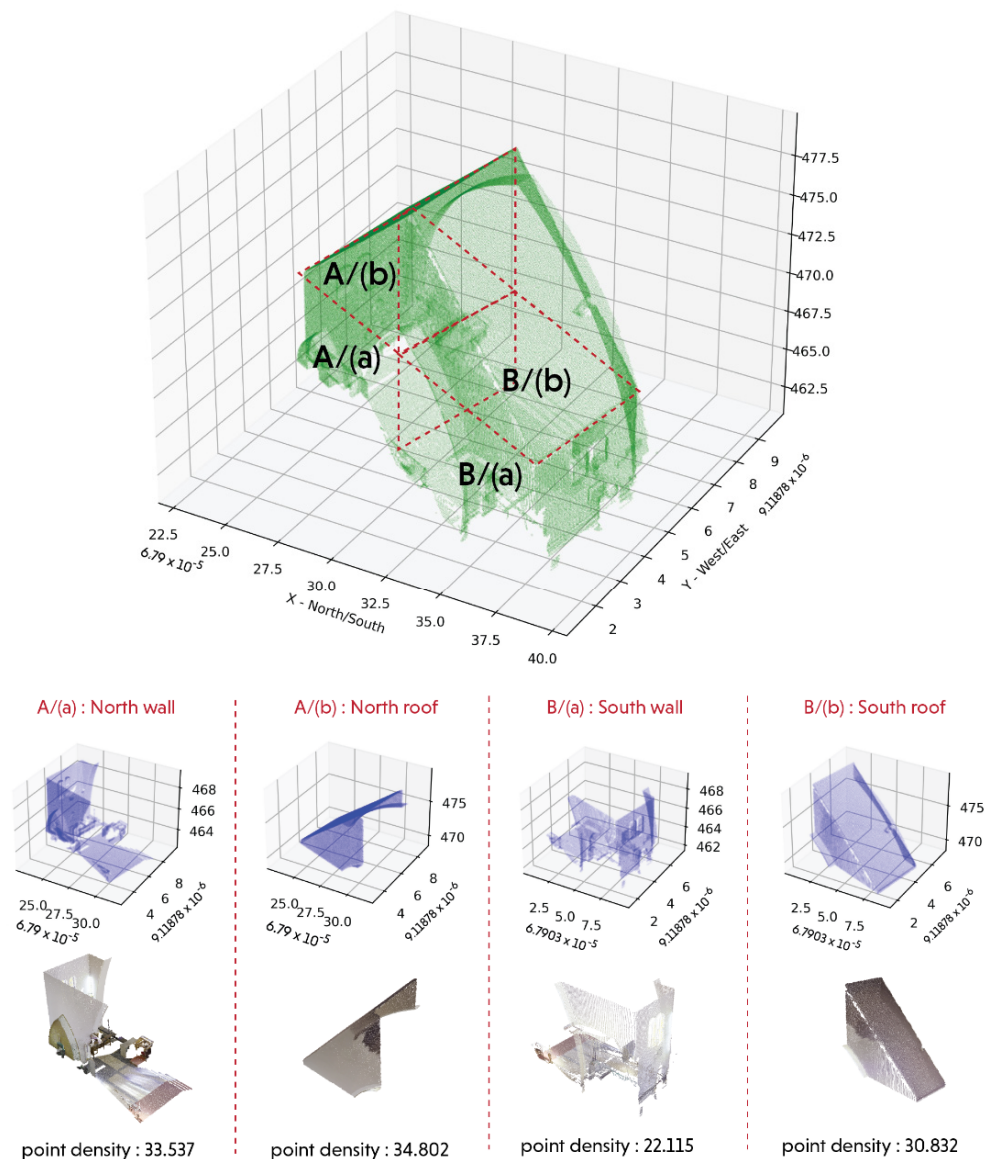 477.5
475.0
472.5
470.0
467.5
465.0
462.5
A/(b)
A/(a)
B/(b)
B/(a)
9
8
7
6
5
4
3
2
9.11878 x 10⁻⁶
Y - West/East
22.5
25.0
27.5
30.0
32.5
35.0
37.5
40.0
6.79 x 10⁻⁵
X - North/South
A/(a) : North wall
468
466
464
8
6
4
9.11878 x 10⁻⁶
25.0
27.5
30.0
6.79 x 10⁻⁵
point density : 33.537
A/(b) : North roof
475
470
8
6
4
9.11878 x 10⁻⁶
25.0
27.5
30.0
6.79 x 10⁻⁵
point density : 34.802
B/(a) : South wall
468
466
464
462
6
4
2
9.11878 x 10⁻⁶
2.5
5.0
7.5
6.7903 x 10⁻⁵
point density : 22.115
B/(b) : South roof
475
470
6
4
2
9.11878 x 10⁻⁶
2.5
5.0
7.5
6.7903 x 10⁻⁵
point density : 30.832